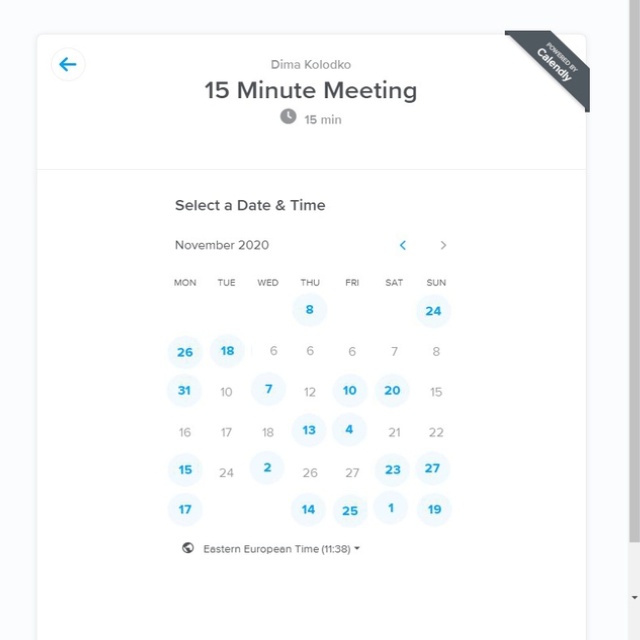 POWERED BY
Calendly
Dima Kolodko
15 Minute Meeting
15 min
Select a Date & Time
November 2020
MON TUE WED THU FRI SAT SUN
8 24
26 18 6 6 6 7 8
31 10 7 12 10 20 15
16 17 18 13 4 21 22
15 24 2 26 27 23 27
17 14 25 1 19
Eastern European Time (11:38)